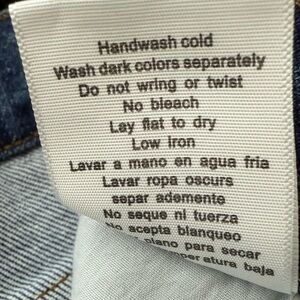 Handwash cold
Wash dark colors separately
Do not wring or twist
No bleach
Lay flat to dry
Low Iron
Lavar a mano en agua fria
Lavar ropa oscurs
separ ademente
No seque ni tuerza
No acepta blanqueo
plano para secar
peratura baja